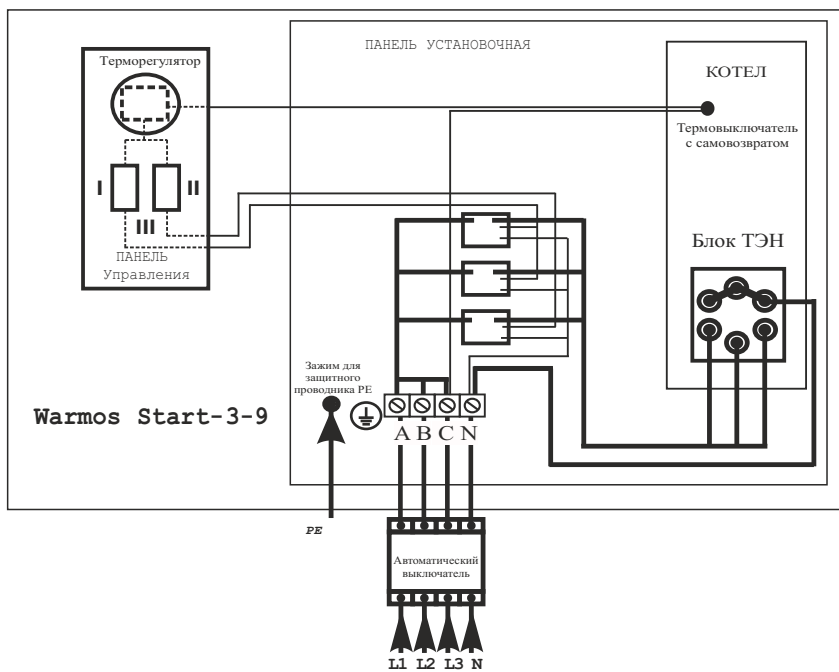 ПАНЕЛЬ УСТАНОВОЧНАЯ
Терморегулятор
КОТЕЛ
Термовыключатель
с самовозвратом
I
II
III
ПАНЕЛЬ
Управления
Блок ТЭН
Зажим для
защитного
проводника PE
Warmos Start-3-9
A B C N
PE
Автоматический
выключатель
L1 L2 L3 N